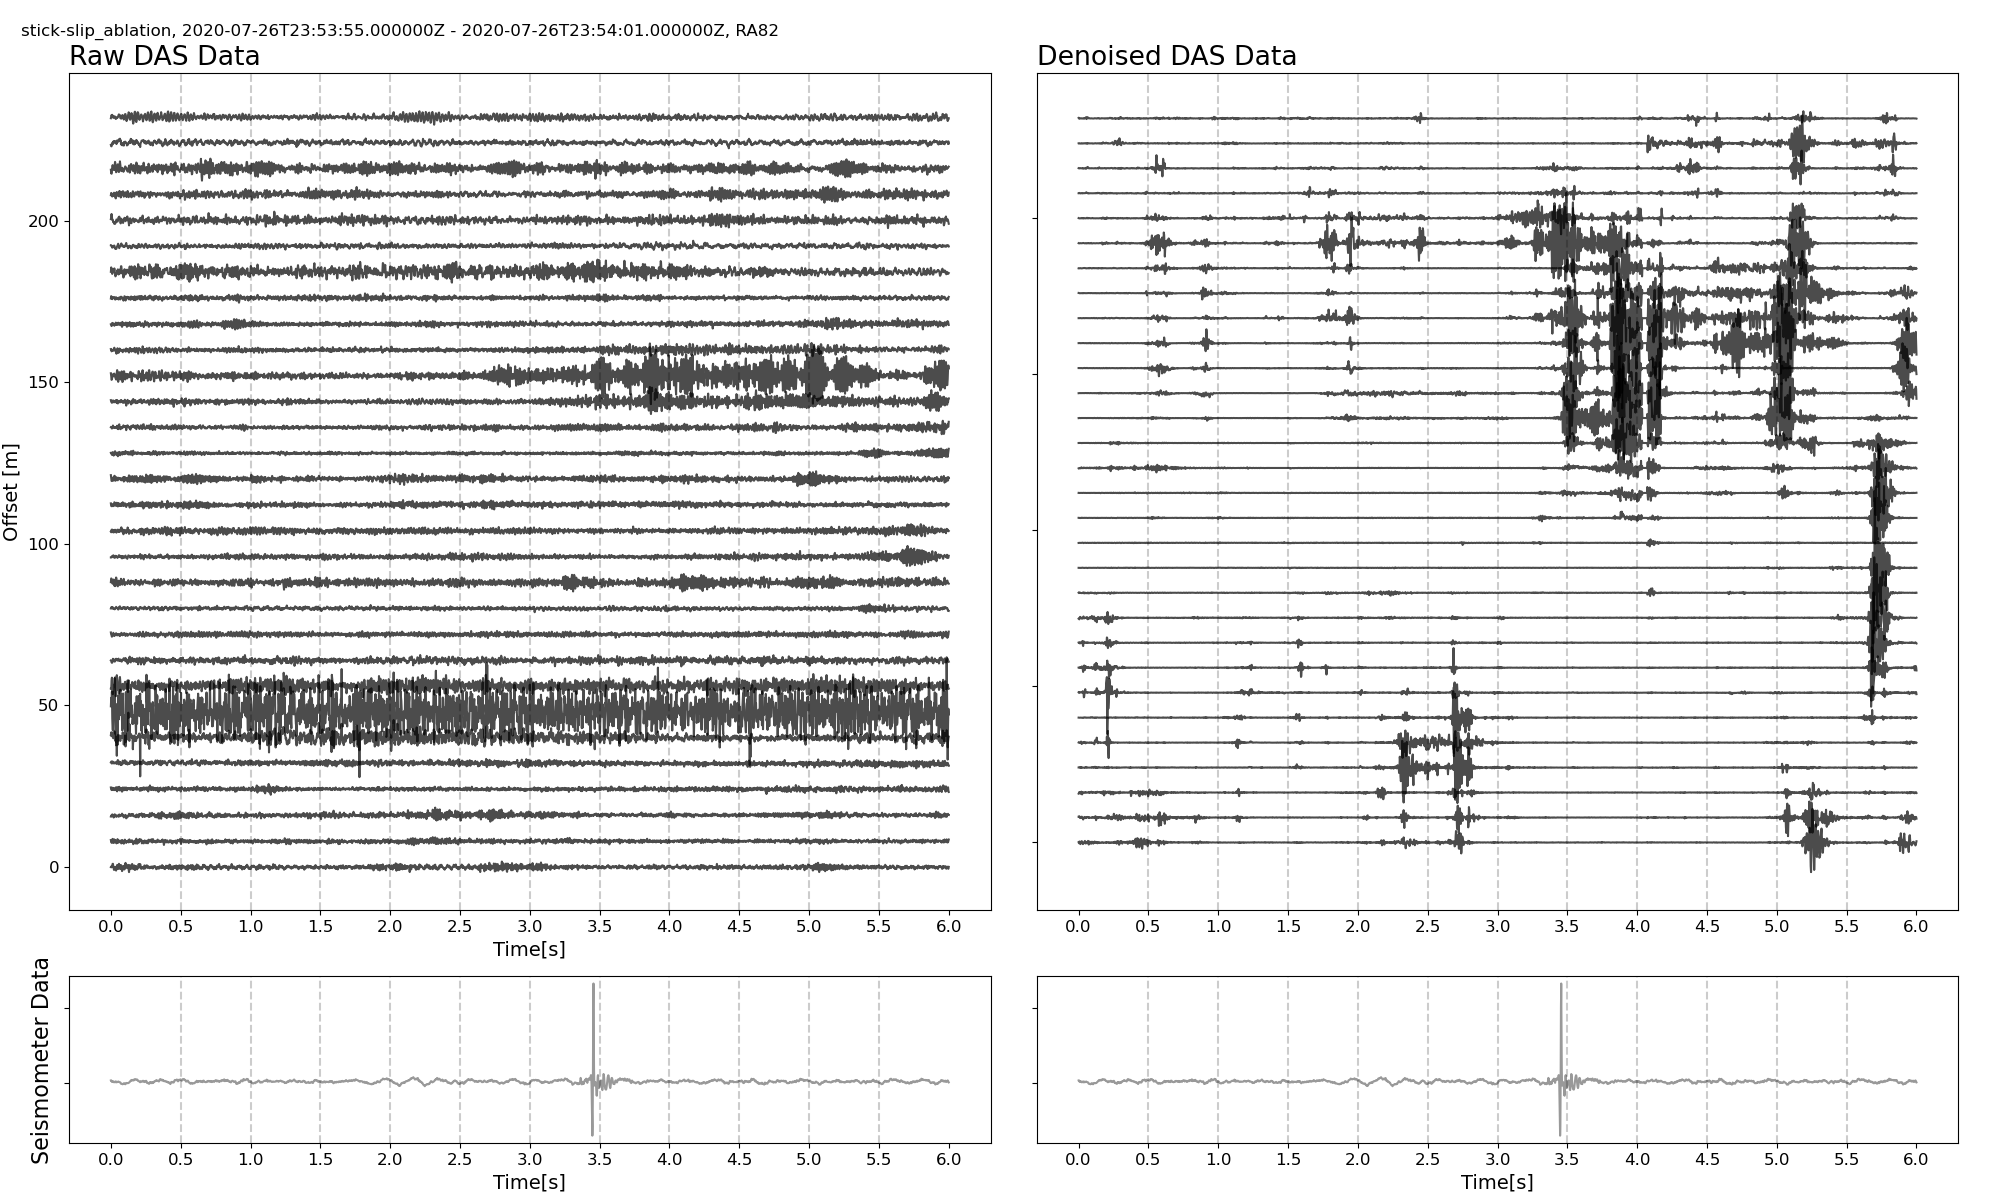 stick-slip_ablation, 2020-07-26T23:53:55.000000Z - 2020-07-26T23:54:01.000000Z, RA82
Raw DAS Data
Denoised DAS Data
Offset [m]
200
150
100
50
0
0.0 0.5 1.0 1.5 2.0 2.5 3.0 3.5 4.0 4.5 5.0 5.5 6.0
Time[s]
0.0 0.5 1.0 1.5 2.0 2.5 3.0 3.5 4.0 4.5 5.0 5.5 6.0
Seismometer Data
0.0 0.5 1.0 1.5 2.0 2.5 3.0 3.5 4.0 4.5 5.0 5.5 6.0
Time[s]
0.0 0.5 1.0 1.5 2.0 2.5 3.0 3.5 4.0 4.5 5.0 5.5 6.0
Time[s]